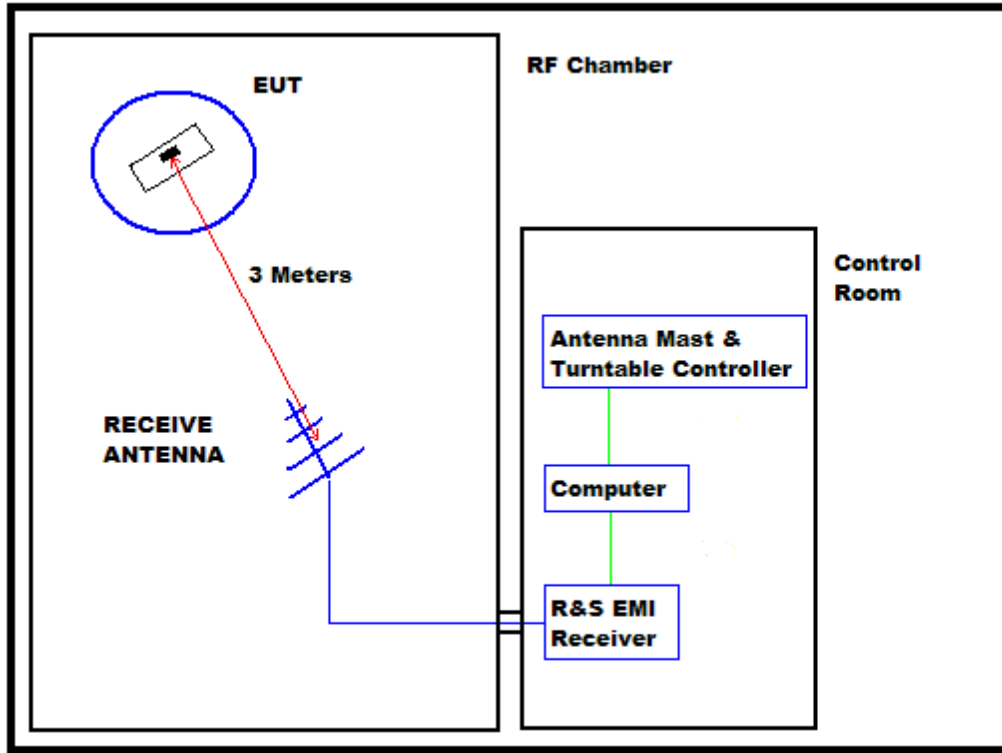 RF Chamber
EUT
3 Meters
RECEIVE
ANTENNA
Control
Room
Antenna Mast &
Turntable Controller
Computer
R&S EMI
Receiver